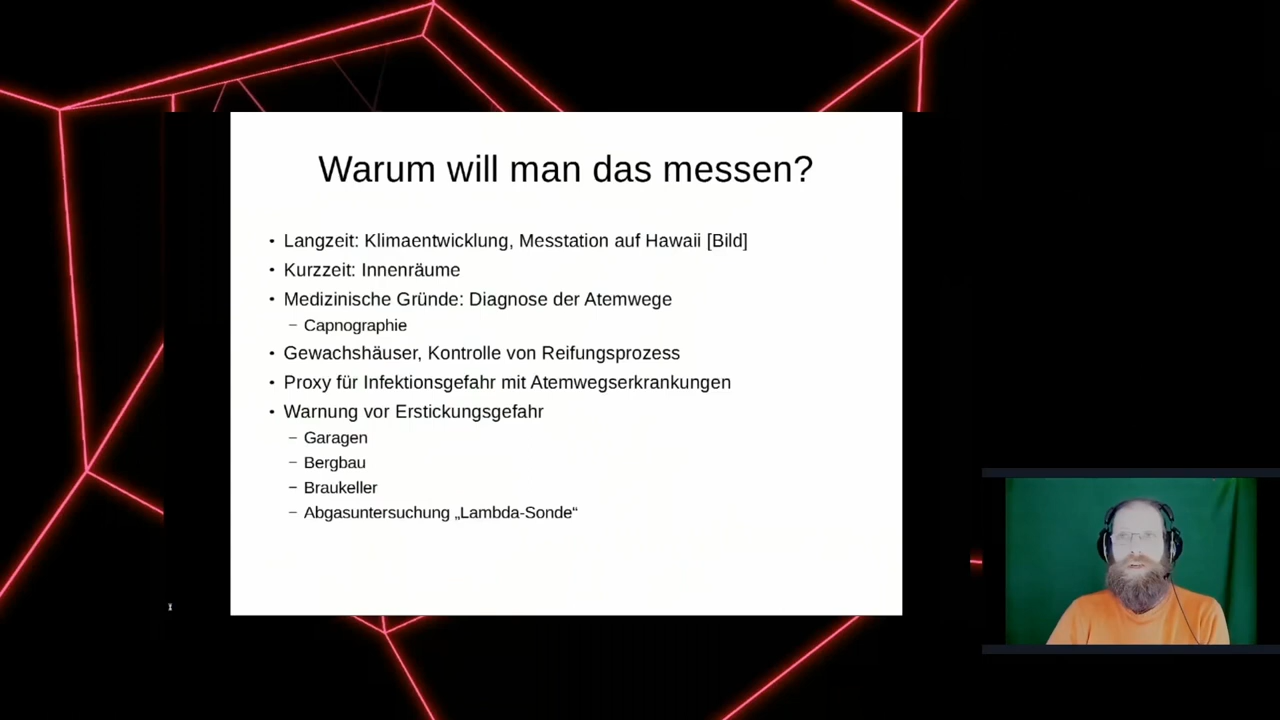 Warum will man das messen?
• Langzeit: Klimaentwicklung, Messtation auf Hawaii [Bild]
• Kurzzeit: Innenräume
• Medizinische Gründe: Diagnose der Atemwege
– Capnographie
• Gewachshäuser, Kontrolle von Reifungsprozess
• Proxy für Infektionsgefahr mit Atemwegserkrankungen
• Warnung vor Erstickungsgefahr
– Garagen
– Bergbau
– Braukeller
– Abgasuntersuchung „Lambda-Sonde“